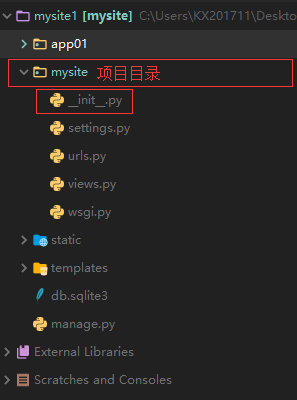 mysite1 [mysite] C:\Users\KX201711\Deskto
app01
mysite 项目目录
__init__.py
settings.py
urls.py
views.py
wsgi.py
static
templates
db.sqlite3
manage.py
External Libraries
Scratches and Consoles